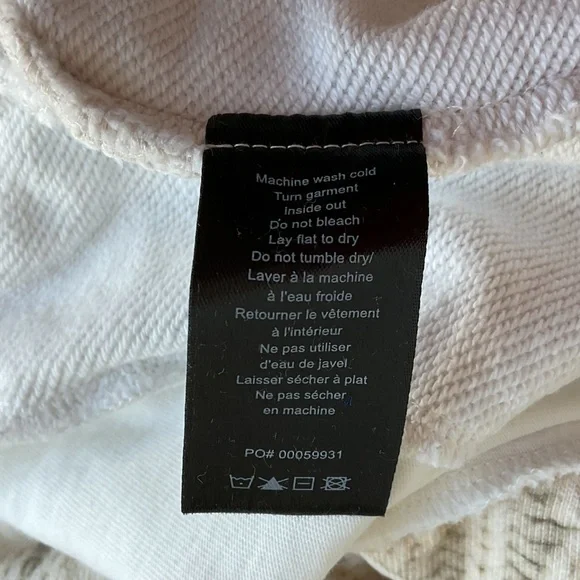 Machine wash cold
Turn garment
Inside out
Do not bleach
Lay flat to dry
Do not tumble dry/
Laver à la machine
à l'eau froide
Retourner le vêtement
à l'intérieur
Ne pas utiliser
d'eau de javel
Laisser sécher à plat
Ne pas sécher
en machine
PO# 00059931